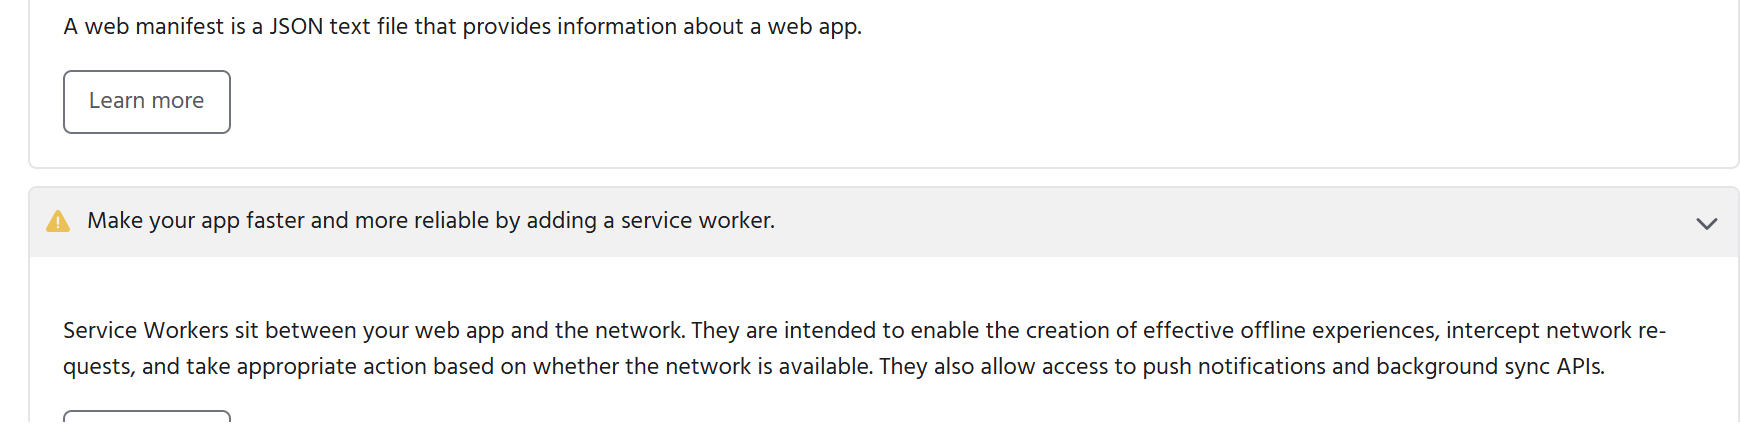 A web manifest is a JSON text file that provides information about a web app.
Learn more
Make your app faster and more reliable by adding a service worker.
Service Workers sit between your web app and the network. They are intended to enable the creation of effective offline experiences, intercept network re-
quests, and take appropriate action based on whether the network is available. They also allow access to push notifications and background sync APIs.